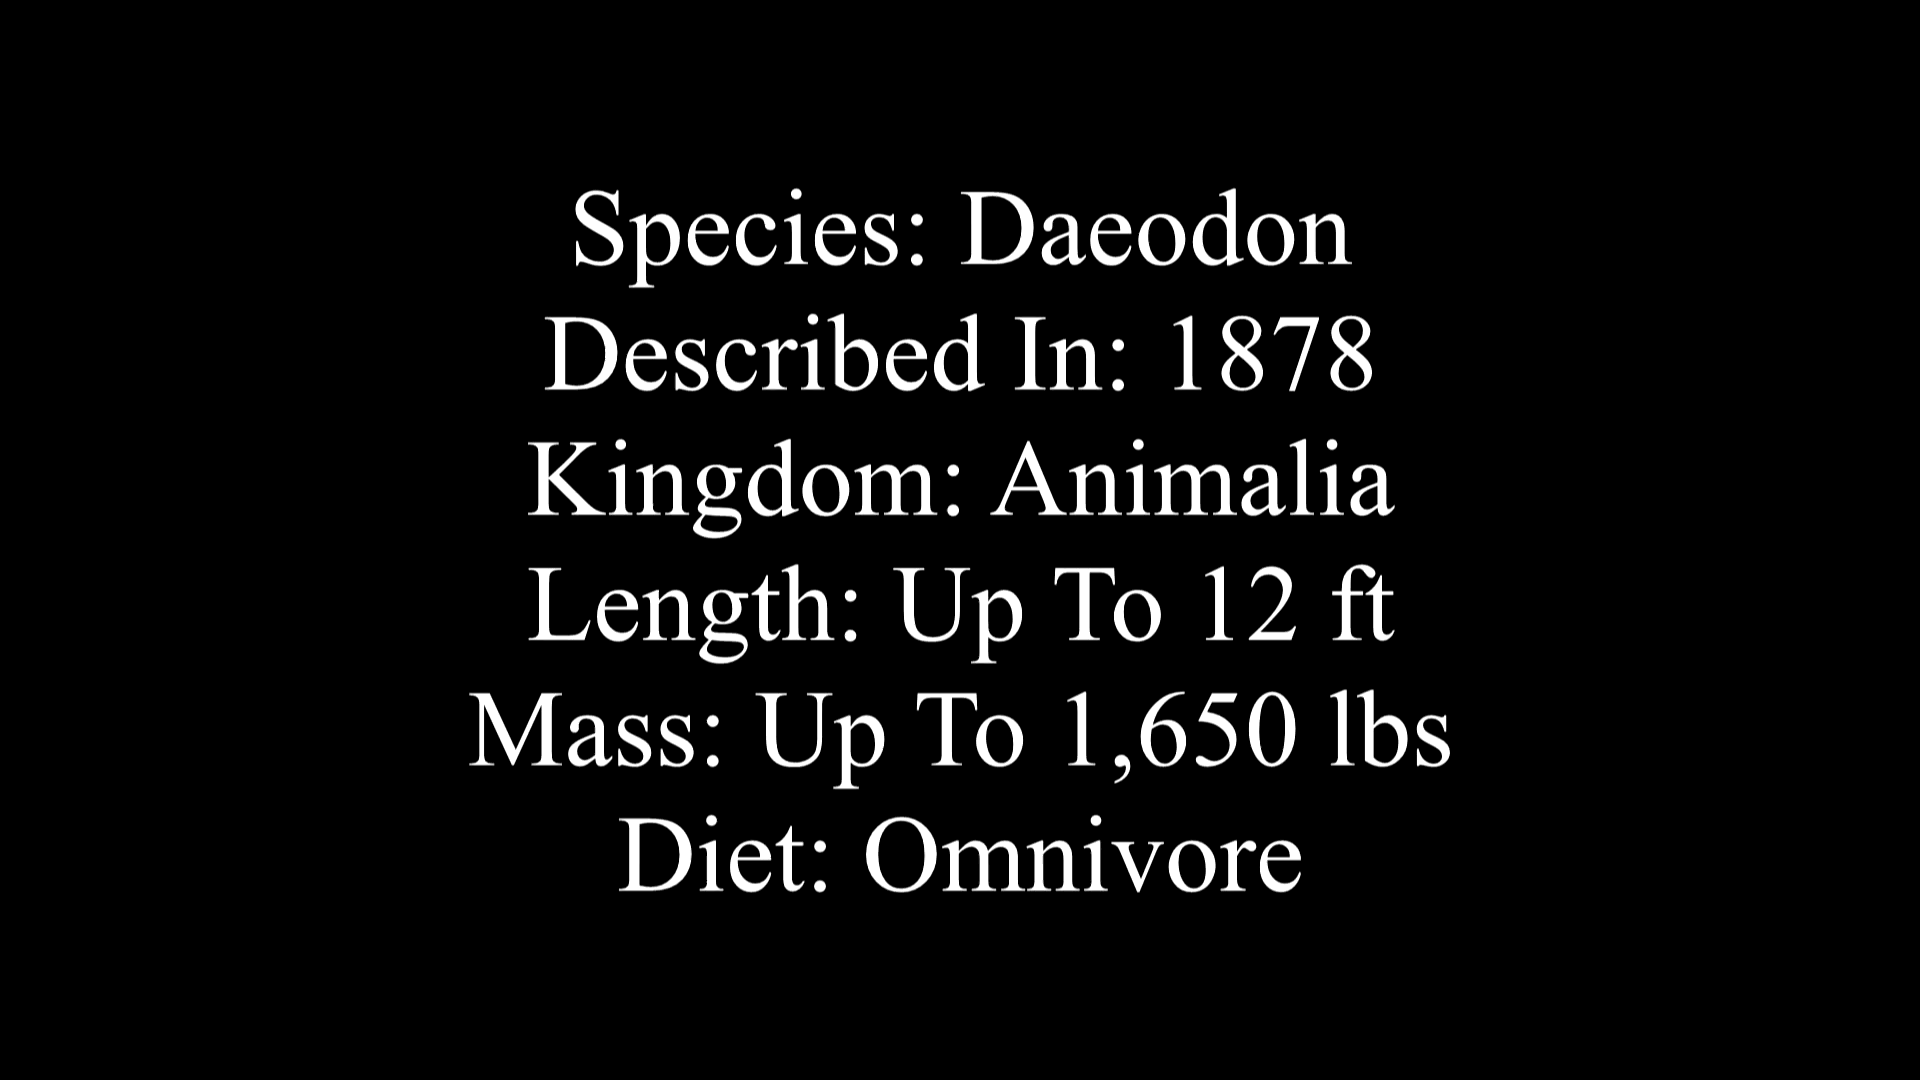 Species: Daeodon
Described In: 1878
Kingdom: Animalia
Length: Up To 12 ft
Mass: Up To 1,650 lbs
Diet: Omnivore